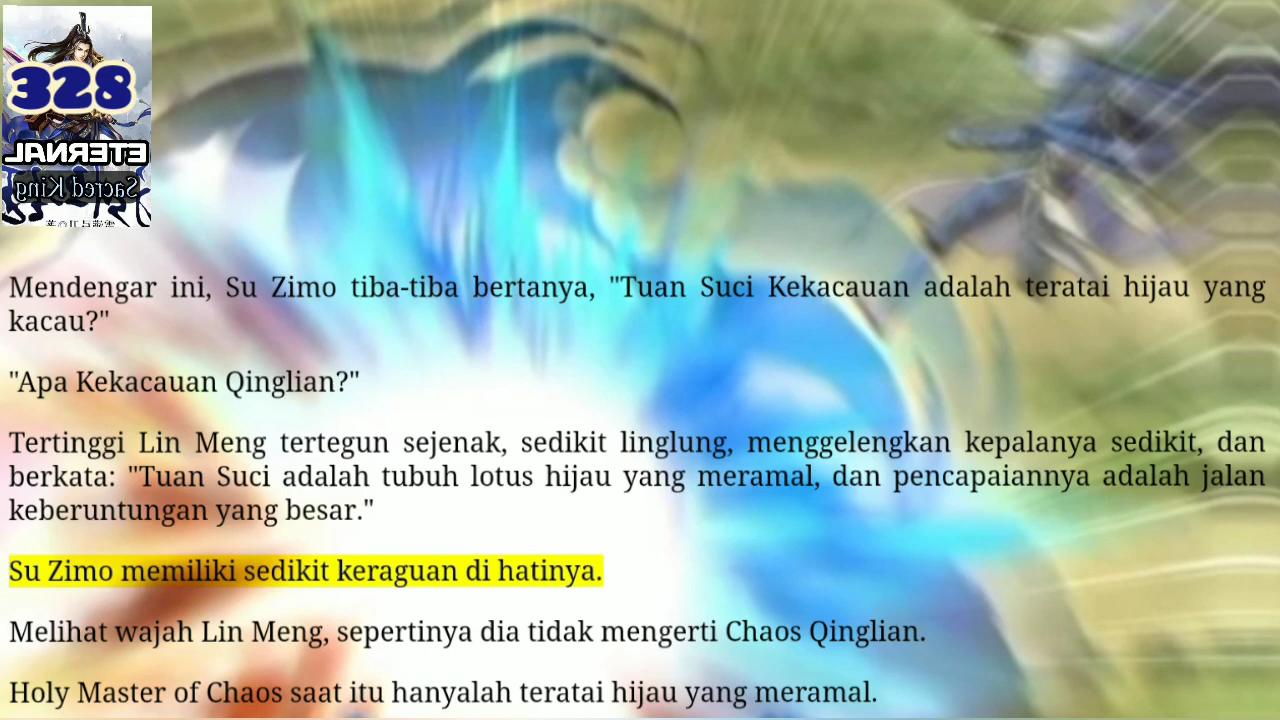 328
ETERNAL
Sacred King
Mendengar ini, Su Zimo tiba-tiba bertanya, "Tuan Suci Kekacauan adalah teratai hijau yang
kacau?"
"Apa Kekacauan Qinglian?"
Tertinggi Lin Meng tertegun sejenak, sedikit linglung, menggelengkan kepalanya sedikit, dan
berkata: "Tuan Suci adalah tubuh lotus hijau yang meramal, dan pencapaiannya adalah jalan
keberuntungan yang besar."
Su Zimo memiliki sedikit keraguan di hatinya.
Melihat wajah Lin Meng, sepertinya dia tidak mengerti Chaos Qinglian.
Holy Master of Chaos saat itu hanyalah teratai hijau yang meramal.